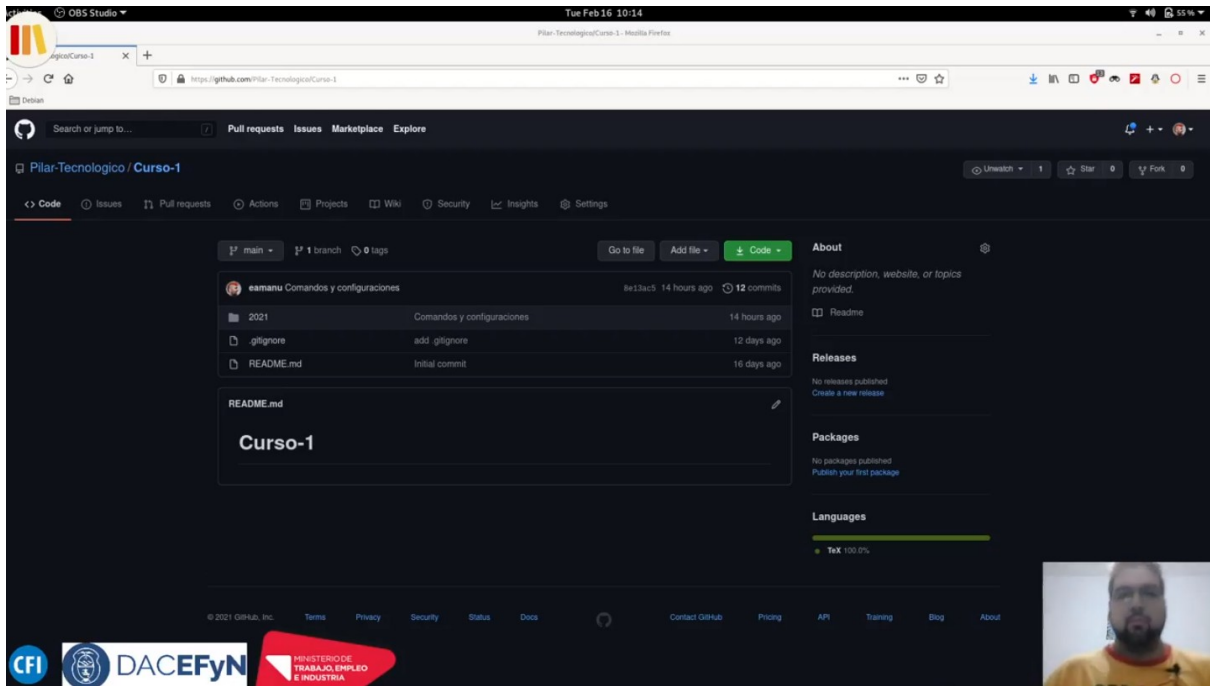 OBS Studio
Tue Feb 16 10:14
55 %
Pilar-Tecnologico/Curso-1 - Mozilla Firefox
https://github.com/Pilar-Tecnologico/Curso-1
Debian
Search or jump to...
/
Pull requests Issues Marketplace Explore
Pilar-Tecnologico / Curso-1
Unwatch 1 Star 0 Fork 0
Code Issues Pull requests Actions Projects Wiki Security Insights Settings
main 1 branch 0 tags Go to file Add file Code
eamanu Comandos y configuraciones 8e13ac5 14 hours ago 12 commits
2021 Comandos y configuraciones 14 hours ago
.gitignore add .gitignore 12 days ago
README.md Initial commit 16 days ago
README.md
Curso-1
About
No description, website, or topics
provided.
Readme
Releases
No releases published
Create a new release
Packages
No packages published
Publish your first package
Languages
TeX 100.0%
© 2021 GitHub, Inc. Terms Privacy Security Status Docs Contact GitHub Pricing API Training Blog About
CFI
DACEFyN
MINISTERIO DE
TRABAJO, EMPLEO
E INDUSTRIA